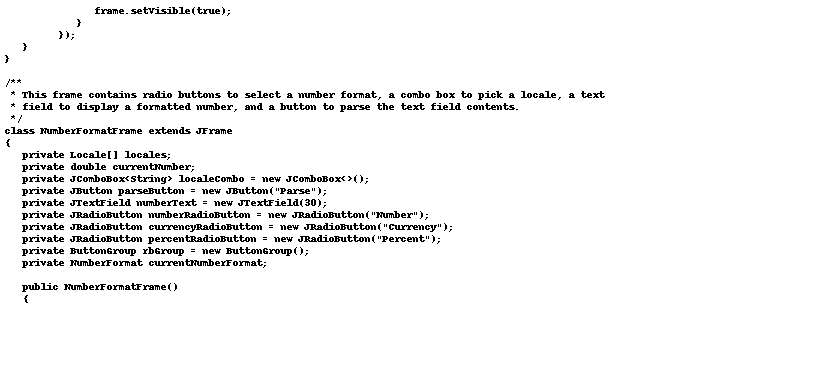 frame.setVisible(true);
            }
         });
   }
}

/**
 * This frame contains radio buttons to select a number format, a combo box to pick a locale, a text
 * field to display a formatted number, and a button to parse the text field contents.
 */
class NumberFormatFrame extends JFrame
{
   private Locale[] locales;
   private double currentNumber;
   private JComboBox<String> localeCombo = new JComboBox<>();
   private JButton parseButton = new JButton("Parse");
   private JTextField numberText = new JTextField(30);
   private JRadioButton numberRadioButton = new JRadioButton("Number");
   private JRadioButton currencyRadioButton = new JRadioButton("Currency");
   private JRadioButton percentRadioButton = new JRadioButton("Percent");
   private ButtonGroup rbGroup = new ButtonGroup();
   private NumberFormat currentNumberFormat;

   public NumberFormatFrame()
   {